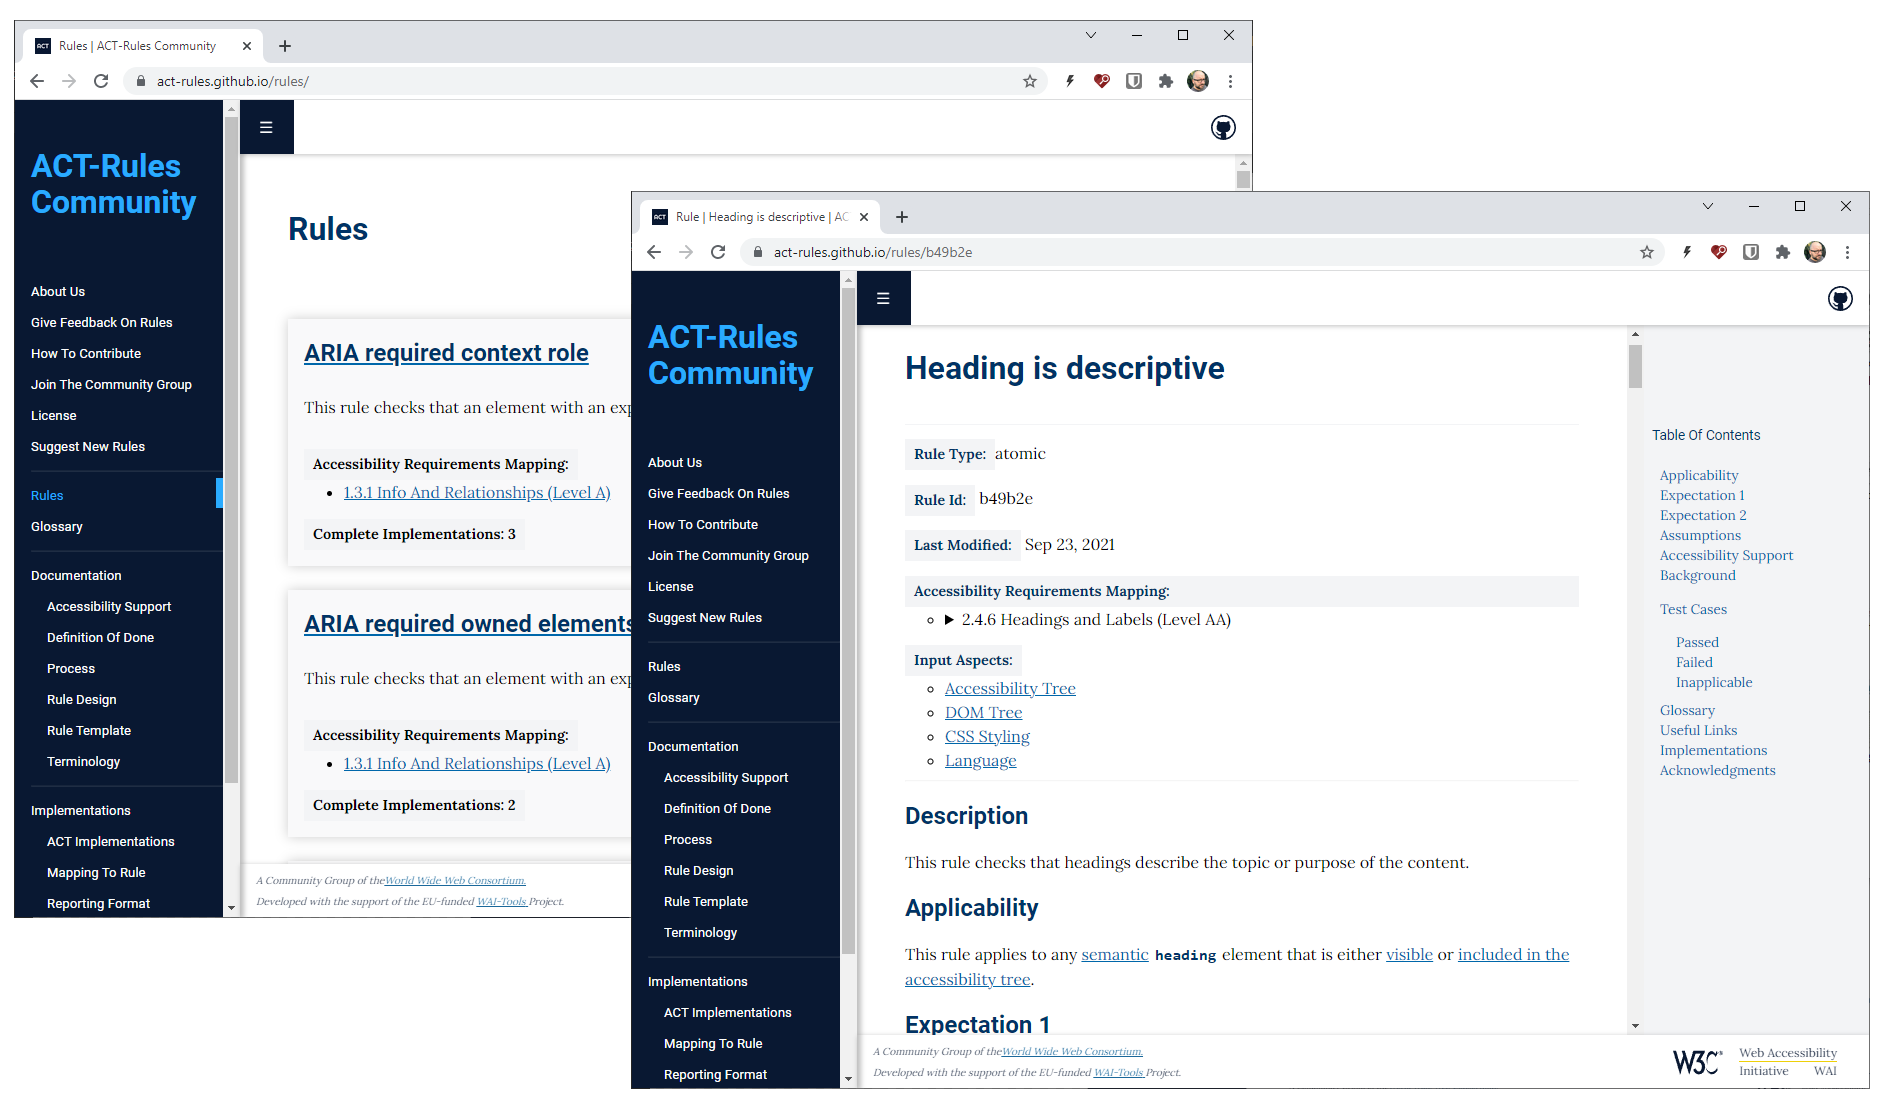 Rules | ACT-Rules Community
act-rules.github.io/rules/
ACT-Rules
Community
About Us
Give Feedback On Rules
How To Contribute
Join The Community Group
License
Suggest New Rules
Rules
Glossary
Documentation
Accessibility Support
Definition Of Done
Process
Rule Design
Rule Template
Terminology
Implementations
ACT Implementations
Mapping To Rule
Reporting Format
Rules
ARIA required context role
This rule checks that an element with an exp
Accessibility Requirements Mapping:
1.3.1 Info And Relationships (Level A)
Complete Implementations: 3
ARIA required owned elements
This rule checks that an element with an exp
Accessibility Requirements Mapping:
1.3.1 Info And Relationships (Level A)
Complete Implementations: 2
A Community Group of the World Wide Web Consortium.
Developed with the support of the EU-funded WAI-Tools Project.
Rule | Heading is descriptive | AC
act-rules.github.io/rules/b49b2e
ACT-Rules
Community
About Us
Give Feedback On Rules
How To Contribute
Join The Community Group
License
Suggest New Rules
Rules
Glossary
Documentation
Accessibility Support
Definition Of Done
Process
Rule Design
Rule Template
Terminology
Implementations
ACT Implementations
Mapping To Rule
Reporting Format
Heading is descriptive
Rule Type: atomic
Rule Id: b49b2e
Last Modified: Sep 23, 2021
Accessibility Requirements Mapping:
2.4.6 Headings and Labels (Level AA)
Input Aspects:
Accessibility Tree
DOM Tree
CSS Styling
Language
Description
This rule checks that headings describe the topic or purpose of the content.
Applicability
This rule applies to any semantic heading element that is either visible or included in the
accessibility tree.
Expectation 1
Table Of Contents
Applicability
Expectation 1
Expectation 2
Assumptions
Accessibility Support
Background
Test Cases
Passed
Failed
Inapplicable
Glossary
Useful Links
Implementations
Acknowledgments
A Community Group of the World Wide Web Consortium.
Developed with the support of the EU-funded WAI-Tools Project.
W3C
Web Accessibility
Initiative WAI